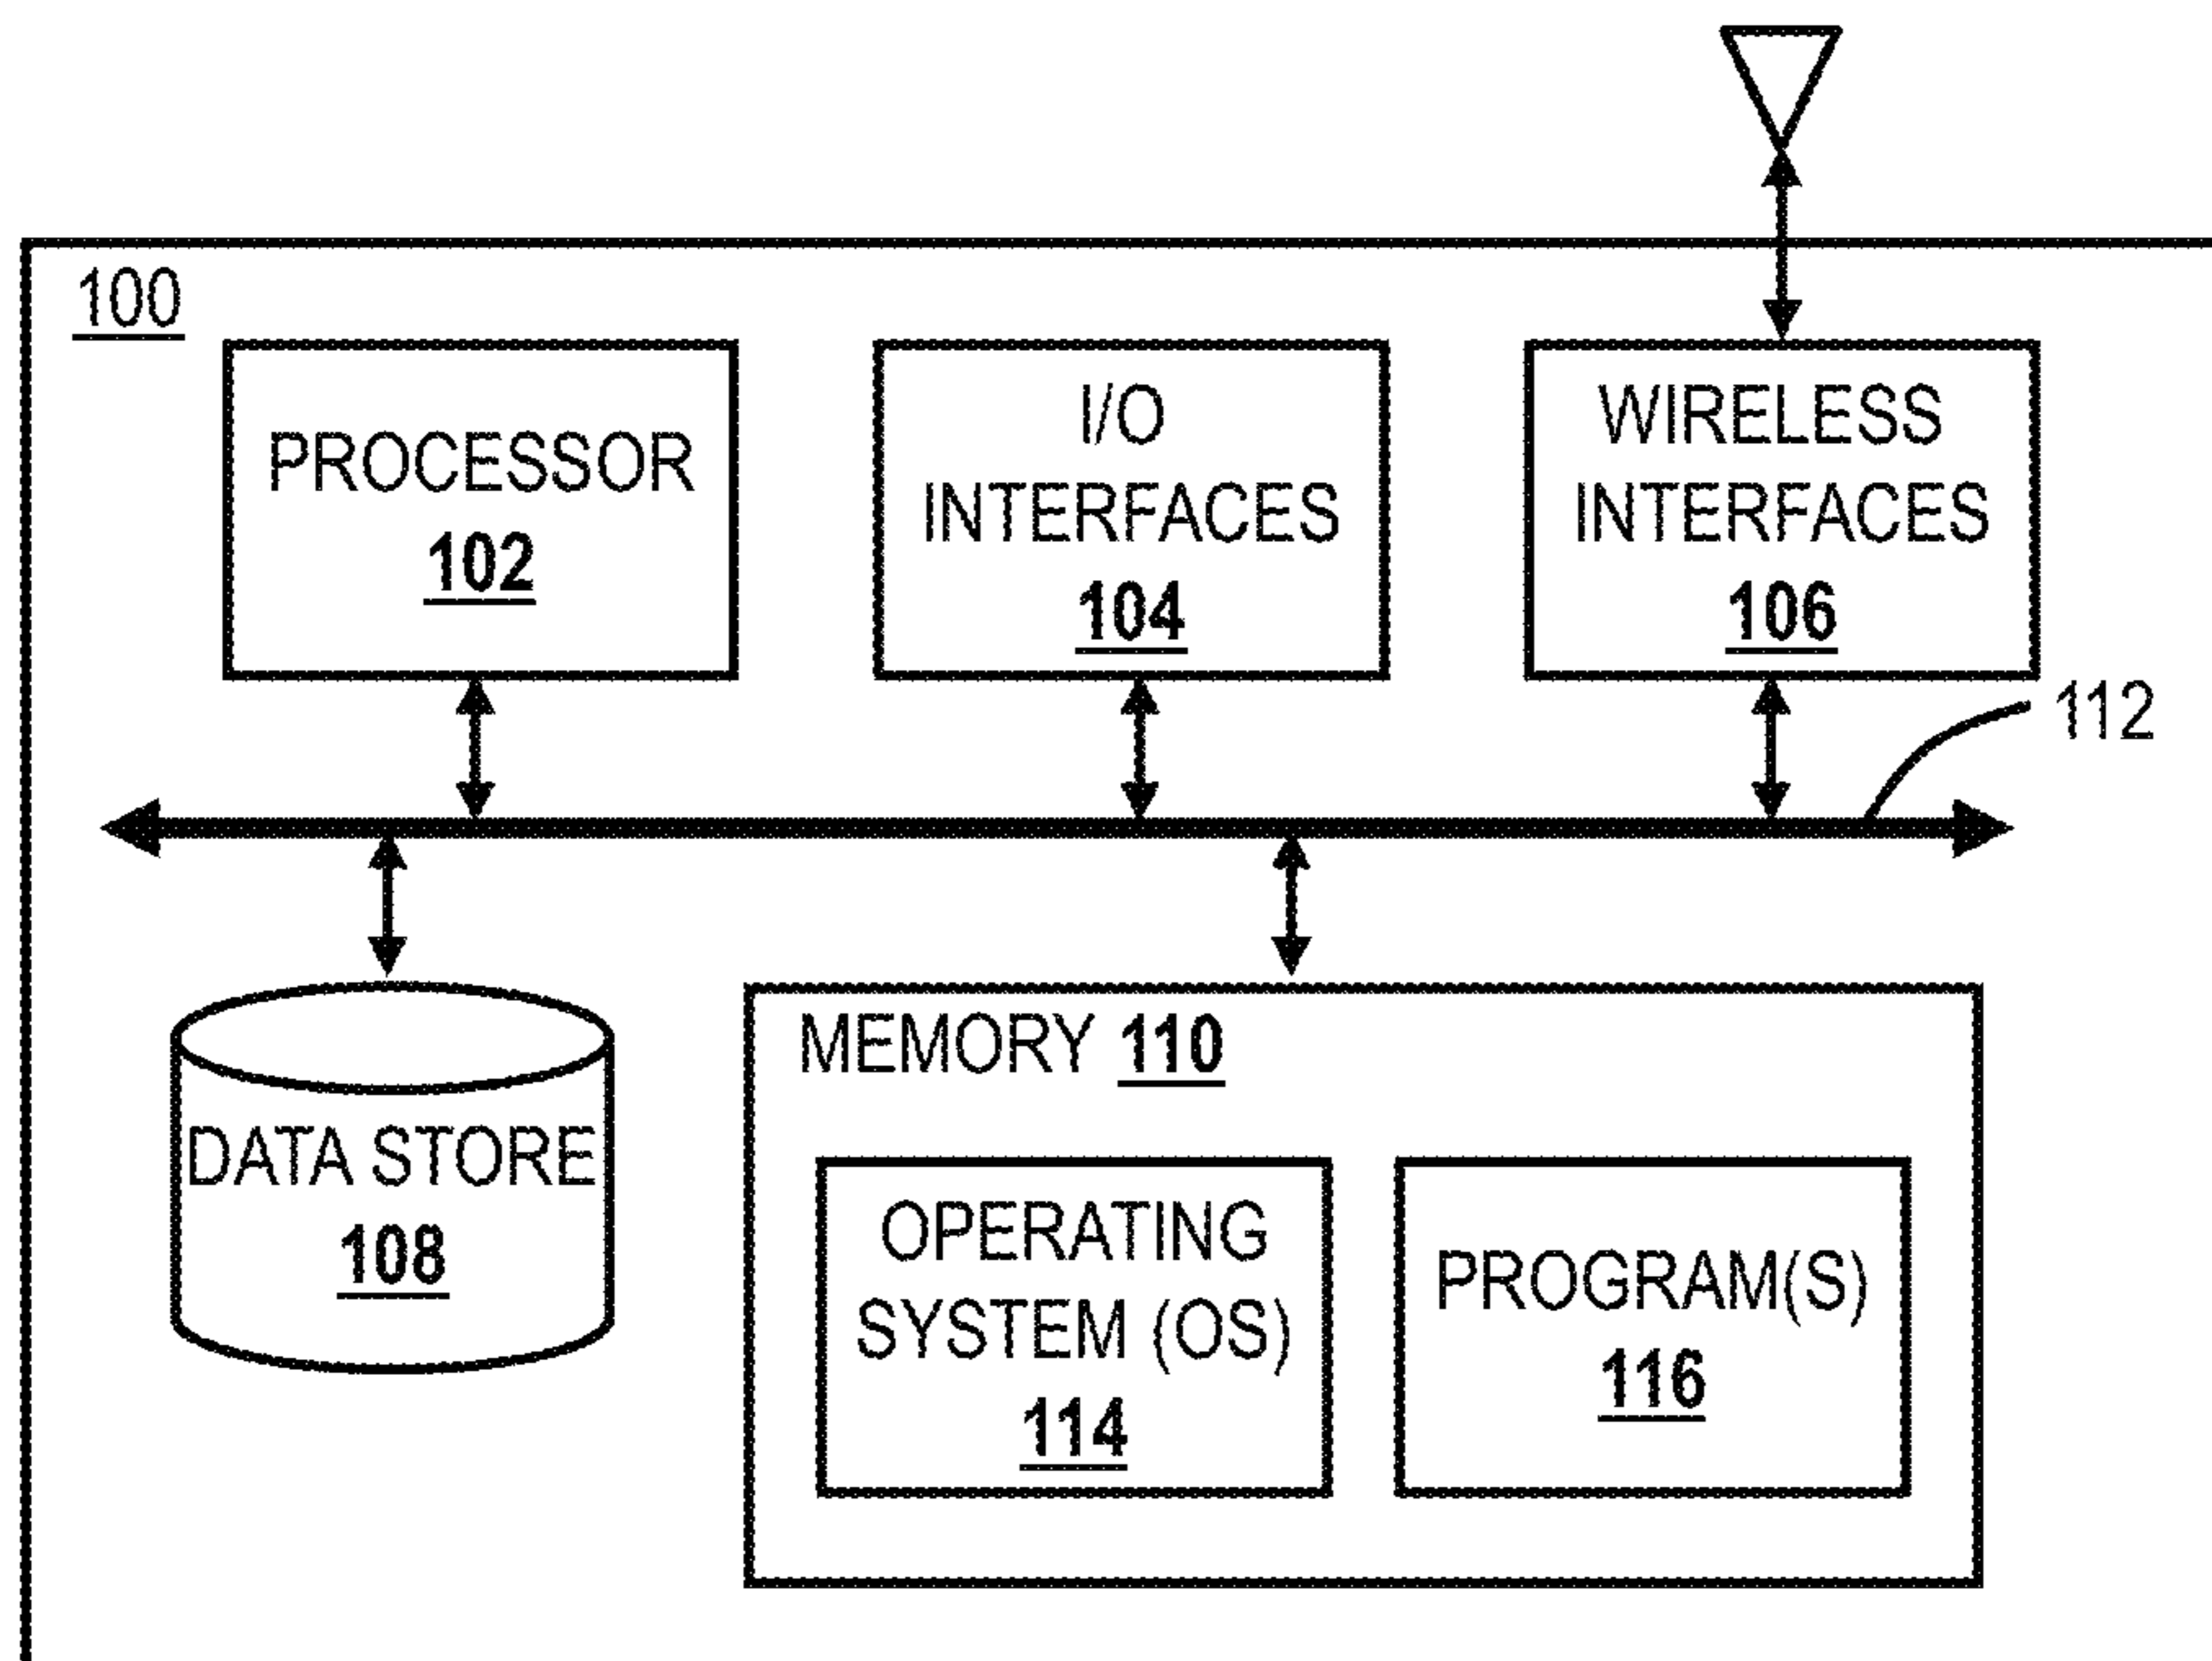 100
PROCESSOR
102
I/O
INTERFACES
104
WIRELESS
INTERFACES
106
112
DATA STORE
108
MEMORY 110
OPERATING
SYSTEM (OS)
114
PROGRAM(S)
116